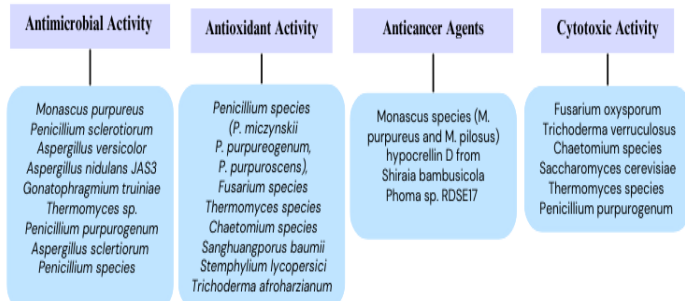 Antimicrobial Activity
Monascus purpureus
Penicillium sclerotiorum
Aspergillus versicolor
Aspergillus nidulans JAS3
Gonatophragmium truiniae
Thermomyces sp.
Penicillium purpurogenum
Aspergillus sclertiorum
Penicillium species
Antioxidant Activity
Penicillium species
(P. miczynskii
P. purpureogenum,
P. purpuroscens),
Fusarium species
Thermomyces species
Chaetomium species
Sanghuangporus baumii
Stemphylium lycopersici
Trichoderma afroharzianum
Anticancer Agents
Monascus species (M.
purpureus and M. pilosus)
hypocrellin D from
Shiraia bambusicola
Phoma sp. RDSE17
Cytotoxic Activity
Fusarium oxysporum
Trichoderma verruculosus
Chaetomium species
Saccharomyces cerevisiae
Thermomyces species
Penicillium purpurogenum